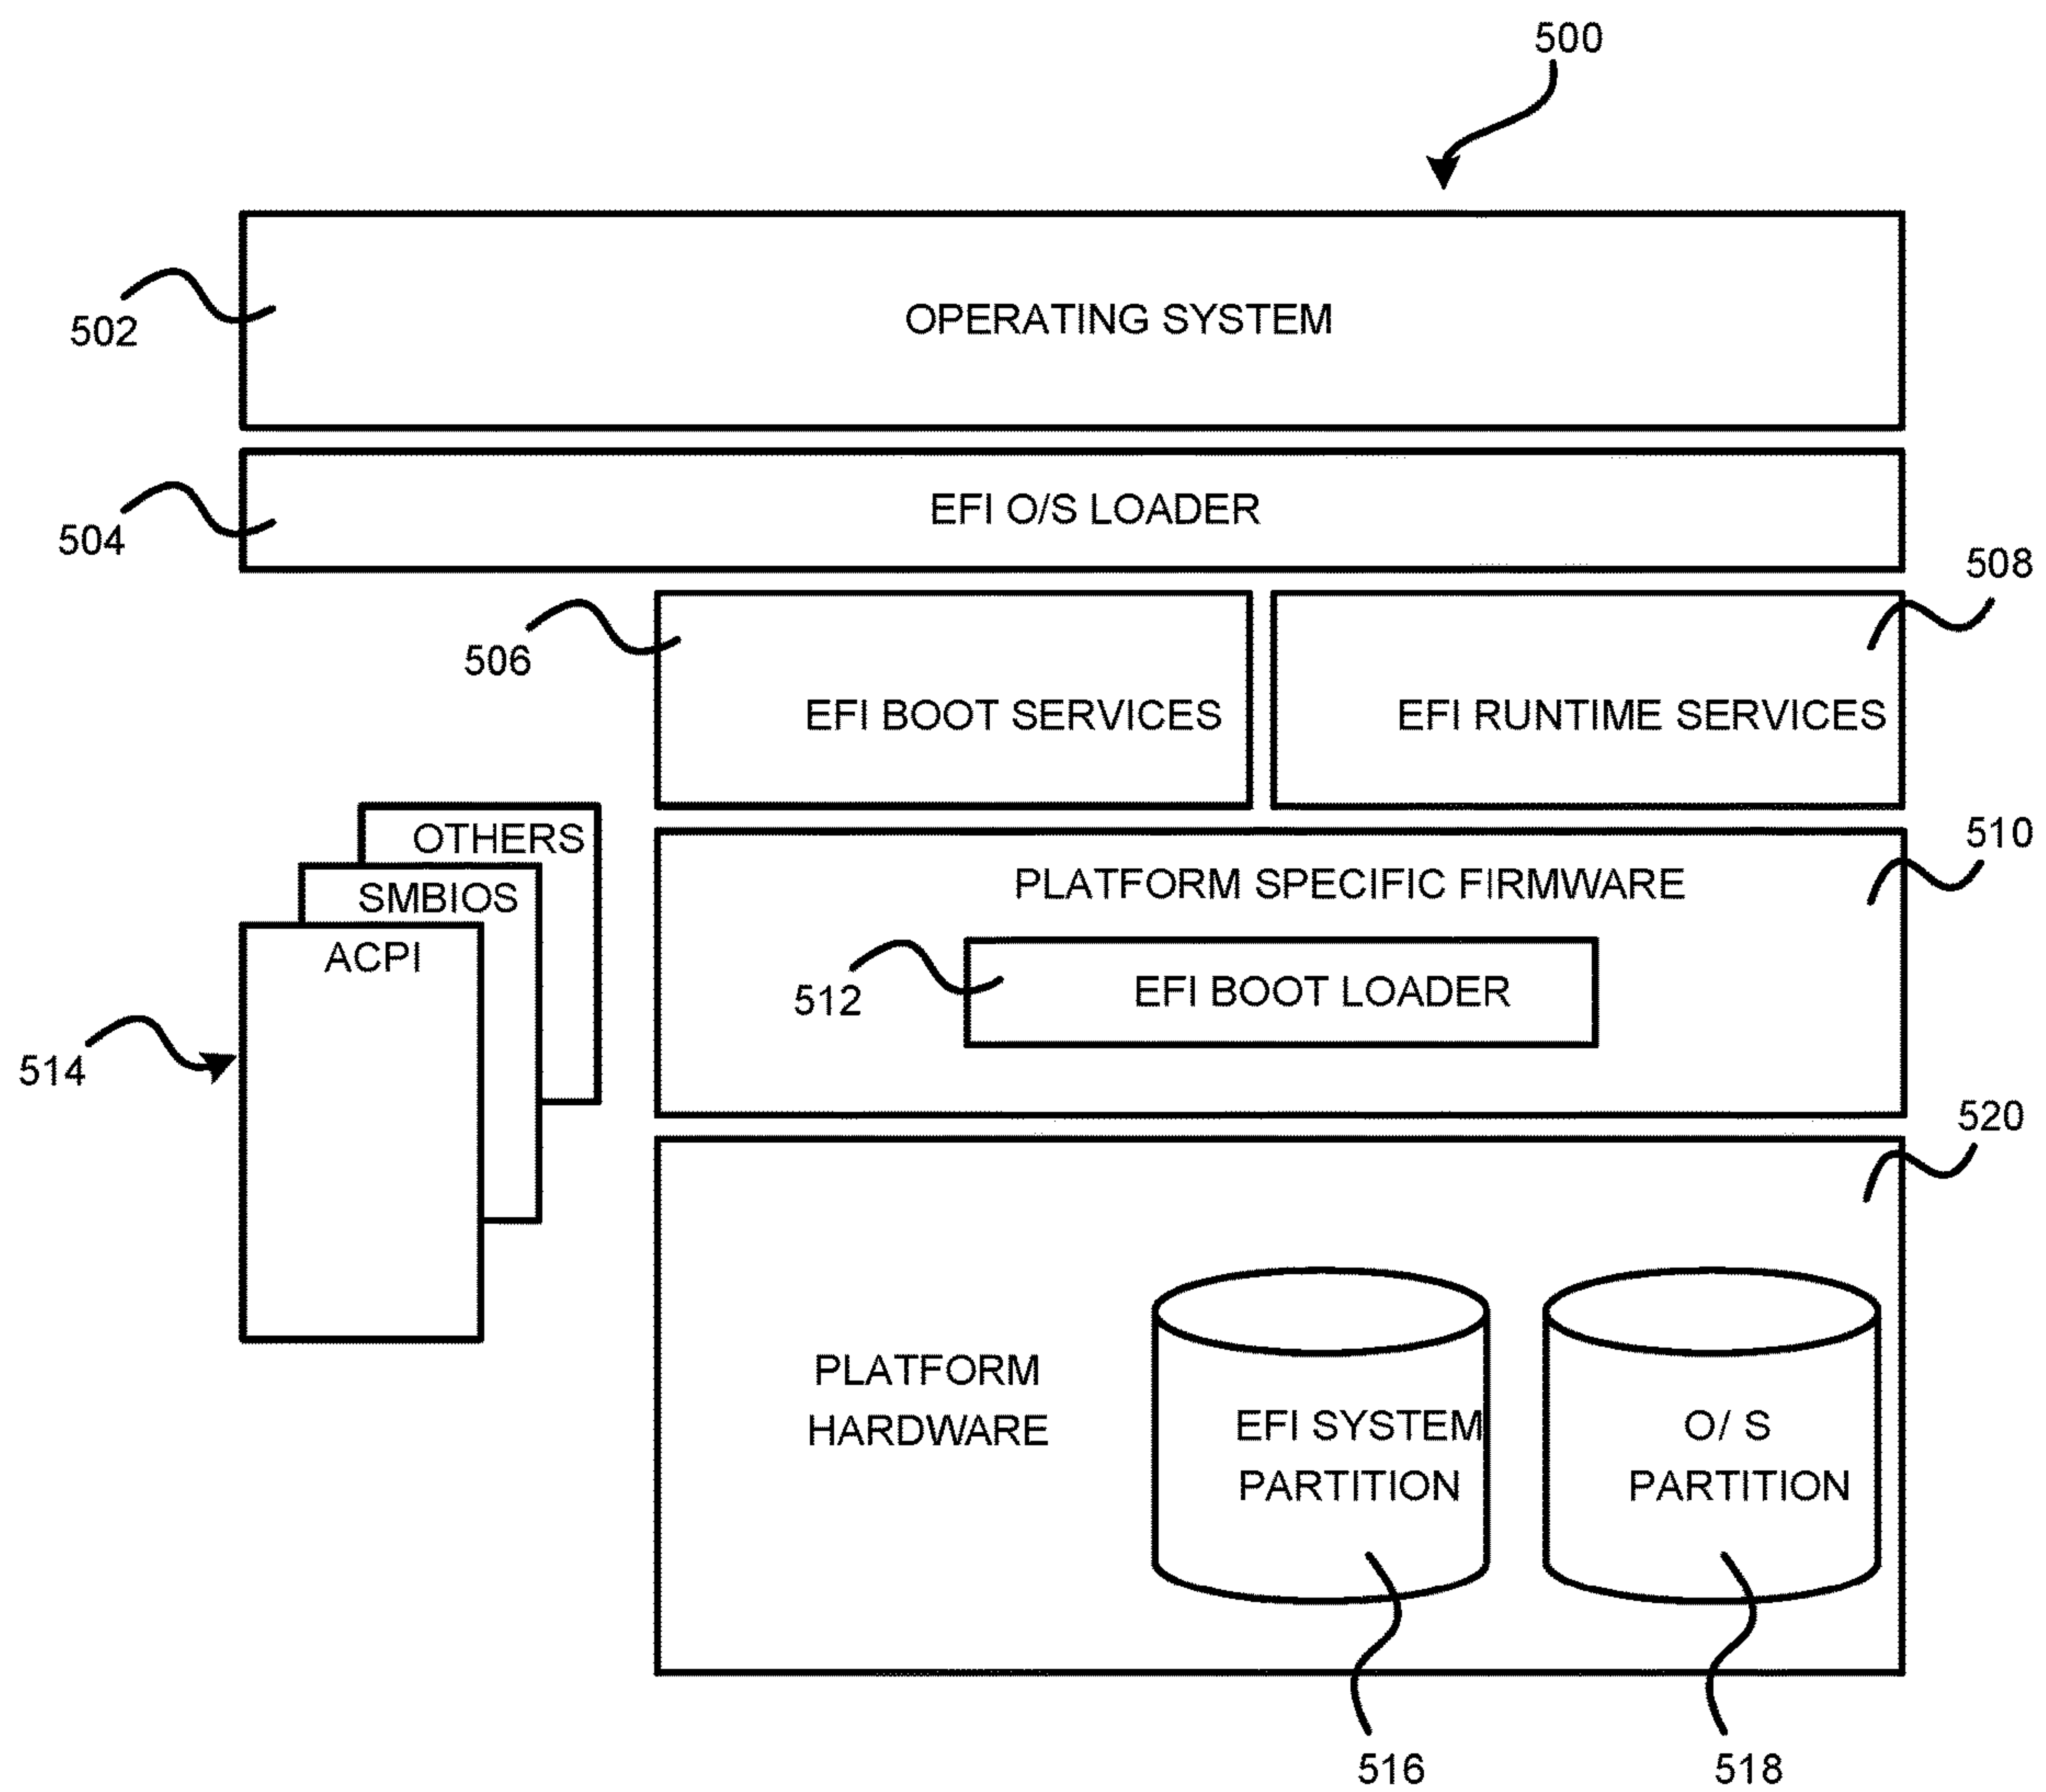 500
502
OPERATING SYSTEM
504
EFI O/S LOADER
508
506
EFI BOOT SERVICES
EFI RUNTIME SERVICES
OTHERS
SMBIOS
ACPI
514
510
PLATFORM SPECIFIC FIRMWARE
512
EFI BOOT LOADER
520
PLATFORM
HARDWARE
EFI SYSTEM
PARTITION
O/ S
PARTITION
516
518